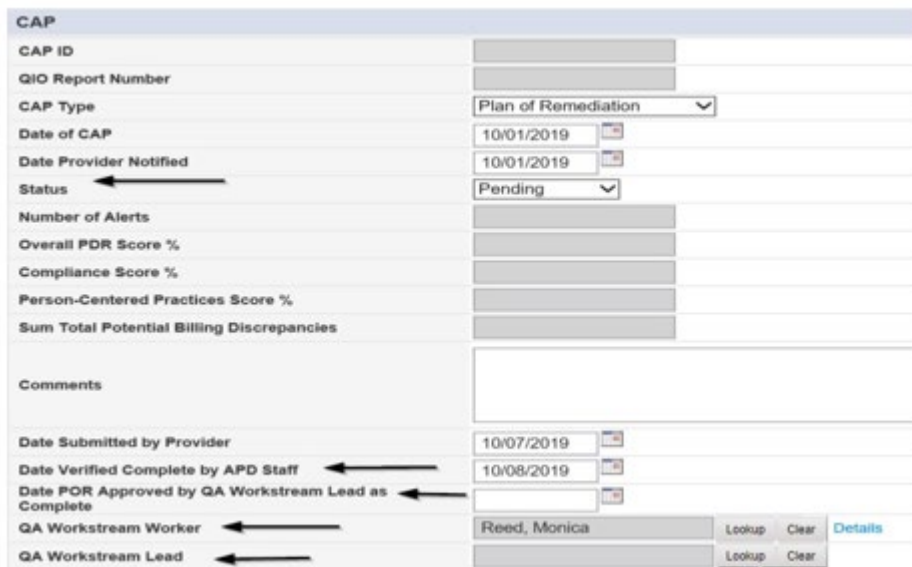 CAP
CAP ID
QIO Report Number
CAP Type Plan of Remediation
Date of CAP 10/01/2019
Date Provider Notified 10/01/2019
Status Pending
Number of Alerts
Overall PDR Score %
Compliance Score %
Person-Centered Practices Score %
Sum Total Potential Billing Discrepancies
Comments
Date Submitted by Provider 10/07/2019
Date Verified Complete by APD Staff 10/08/2019
Date POR Approved by QA Workstream Lead as
Complete
QA Workstream Worker Reed, Monica Lookup Clear Details
QA Workstream Lead Lookup Clear